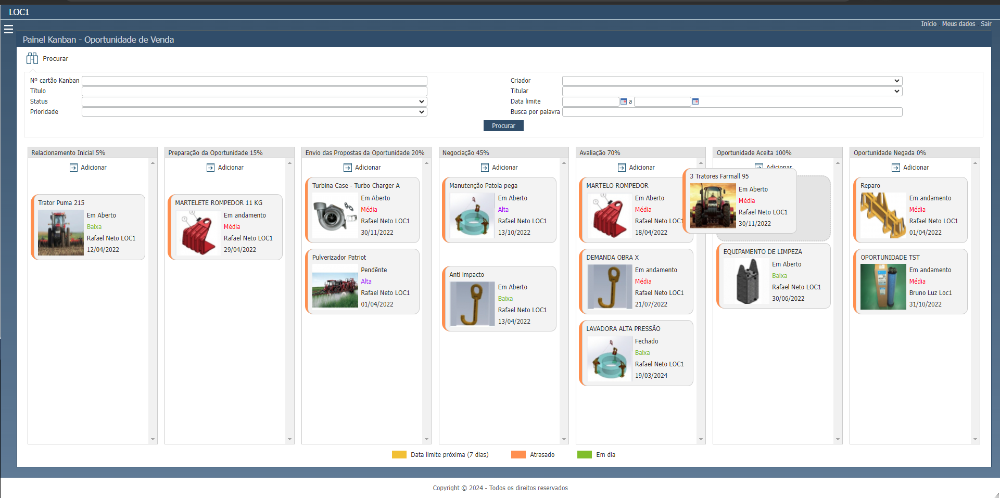 LOC1
Início Meus dados Sair
Painel Kanban - Oportunidade de Venda
Procurar
Nº cartão Kanban
Criador
Título
Titular
Status
Data limite a
Prioridade
Busca por palavra
Procurar
Relacionamento Inicial 5%
Adicionar
Trator Puma 215
Em Aberto
Baixa
Rafael Neto LOC1
12/04/2022
Preparação da Oportunidade 15%
Adicionar
MARTELETE ROMPEDOR 11 KG
Em andamento
Média
Rafael Neto LOC1
29/04/2022
Envio das Propostas da Oportunidade 20%
Adicionar
Turbina Case - Turbo Charger A
Em Aberto
Média
Rafael Neto LOC1
30/11/2022
Pulverizador Patriot
Pendênte
Alta
Rafael Neto LOC1
01/04/2022
Negociação 45%
Adicionar
Manutenção Patola pega
Em Aberto
Alta
Rafael Neto LOC1
13/10/2022
Anti impacto
Em Aberto
Baixa
Rafael Neto LOC1
13/04/2022
Avaliação 70%
Adicionar
MARTELO ROMPEDOR
Em Aberto
Média
Rafael Neto LOC1
18/04/2022
DEMANDA OBRA X
Em andamento
Média
Rafael Neto LOC1
21/07/2022
LAVADORA ALTA PRESSÃO
Fechado
Baixa
Rafael Neto LOC1
19/03/2024
Oportunidade Aceita 100%
Adicionar
3 Tratores Farmall 95
Em Aberto
Média
Rafael Neto LOC1
30/11/2022
EQUIPAMENTO DE LIMPEZA
Em Aberto
Baixa
Rafael Neto LOC1
30/06/2022
Oportunidade Negada 0%
Adicionar
Reparo
Em andamento
Média
Rafael Neto LOC1
01/04/2022
OPORTUNIDADE TST
Em andamento
Média
Bruno Luz Loc1
31/10/2022
Data limite próxima (7 dias) Atrasado Em dia
Copyright © 2024 - Todos os direitos reservados